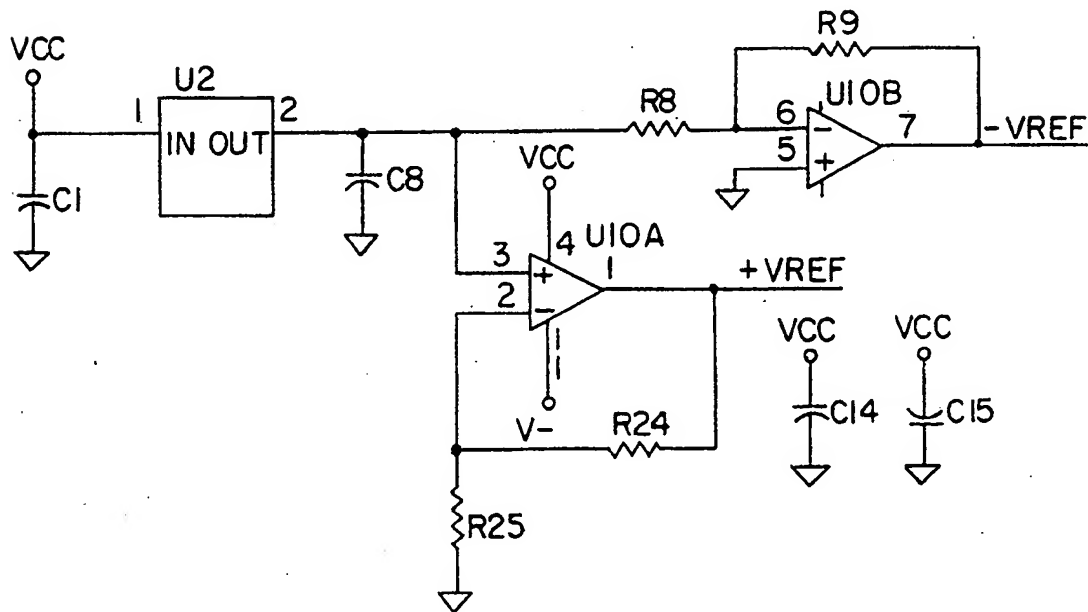 VCC
U2
1
IN OUT
2
C1
C8
R8
R9
U10B
6
-
5
+
7
-VREF
VCC
4
U10A
3
+
2
-
1
+VREF
11
V-
R24
R25
VCC
C14
VCC
C15